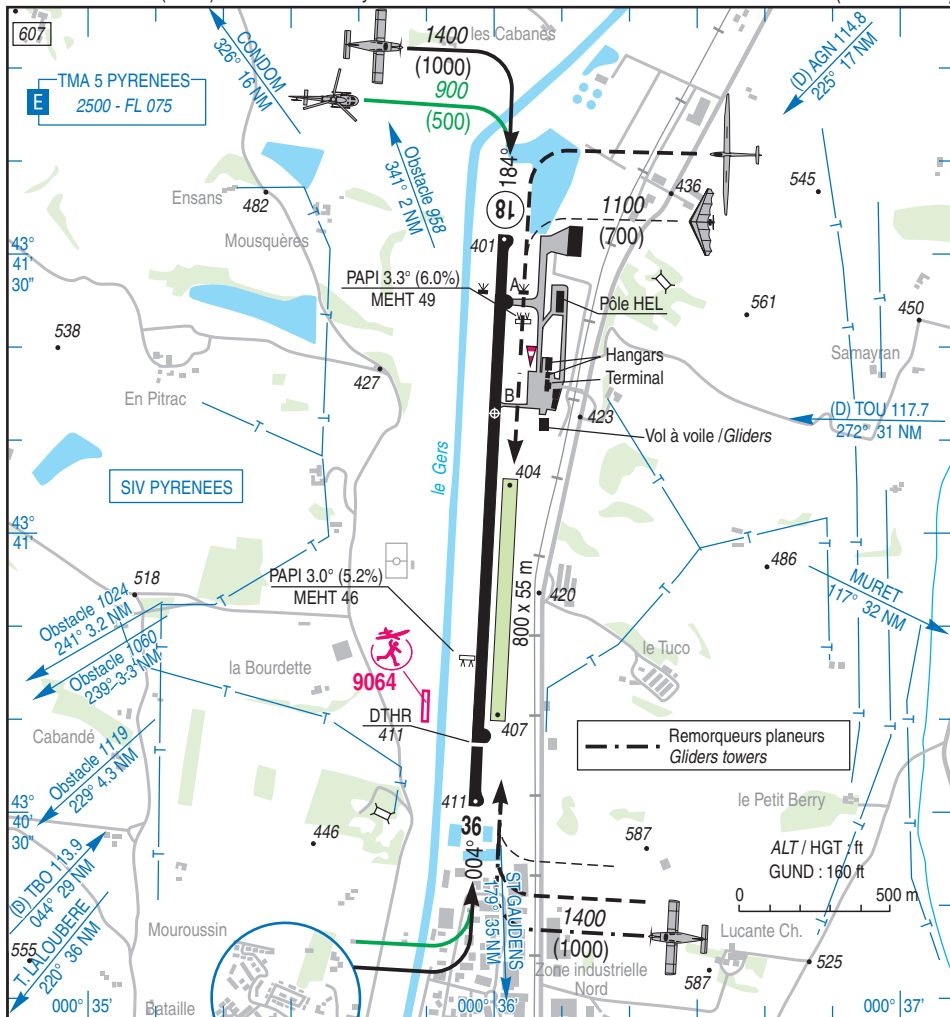 607
E
TMA 5 PYRENEES
2500 - FL 075
CONDOM
326° 16 NM
1400
(1000)
les Cabanes
900
(500)
(D) AGN 114.8
225° 17 NM
Obstacle 958
341° 2 NM
184°
18
436
545
Ensans
482
Mousquères
1100
(700)
43°
41'
30"
401
PAPI 3.3° (6.0%)
MEHT 49
A
Pôle HEL
561
450
538
Hangars
Terminal
Samayran
427
En Pitrac
B
423
(D) TOU 117.7
272° 31 NM
Vol à voile /Gliders
le Gers
404
SIV PYRENEES
43°
41'
486
518
PAPI 3.0° (5.2%)
MEHT 46
800 x 55 m
420
MURET
117° 32 NM
Obstacle 1024
241° 3.2 NM
Obstacle 1060
239° 3.3 NM
la Bourdette
le Tuco
9064
DTHR
411
407
Cabandé
Remorqueurs planeurs
Gliders towers
Obstacle 1119
229° 4.3 NM
43°
40'
30"
411
36
004°
le Petit Berry
446
587
ALT / HGT : ft
GUND : 160 ft
0 500 m
(D) TBO 113.9
044° 29 NM
T.LALOUBERE
220° 36 NM
ST GAUDENS
179° 35 NM
1400
(1000)
Mouroussin
Lucante Ch.
555
Zone industrielle
Nord
587
525
Bataille
000° 35'
000° 36'
000° 37'
T T T T T T T T T T T T T T T T T T T T T T